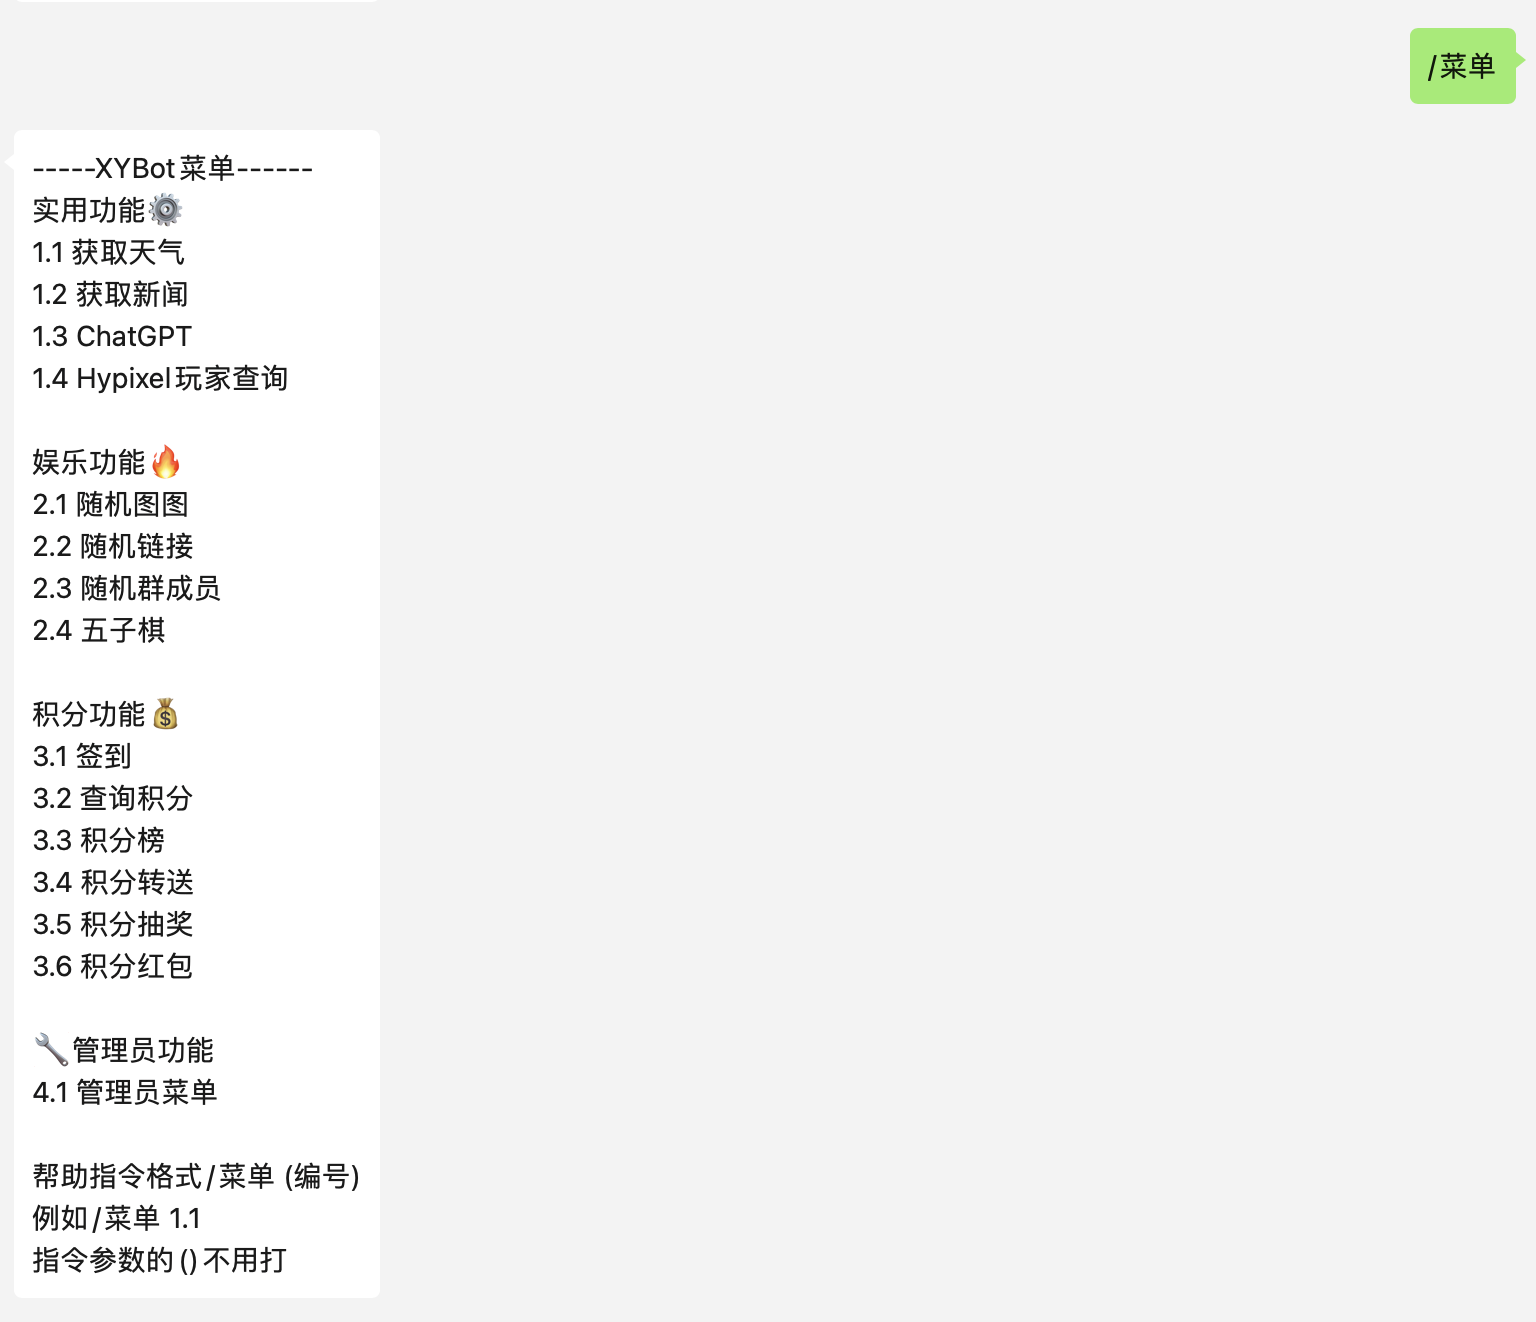 /菜单
-----XYBot菜单------
实用功能⚙️
1.1 获取天气
1.2 获取新闻
1.3 ChatGPT
1.4 Hypixel玩家查询
娱乐功能🔥
2.1 随机图图
2.2 随机链接
2.3 随机群成员
2.4 五子棋
积分功能💰
3.1 签到
3.2 查询积分
3.3 积分榜
3.4 积分转送
3.5 积分抽奖
3.6 积分红包
🔧管理员功能
4.1 管理员菜单
帮助指令格式/菜单 (编号)
例如/菜单 1.1
指令参数的()不用打